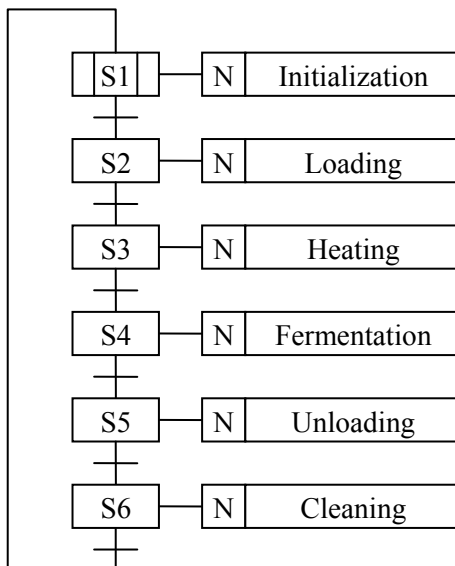 S1 N Initialization
S2 N Loading
S3 N Heating
S4 N Fermentation
S5 N Unloading
S6 N Cleaning